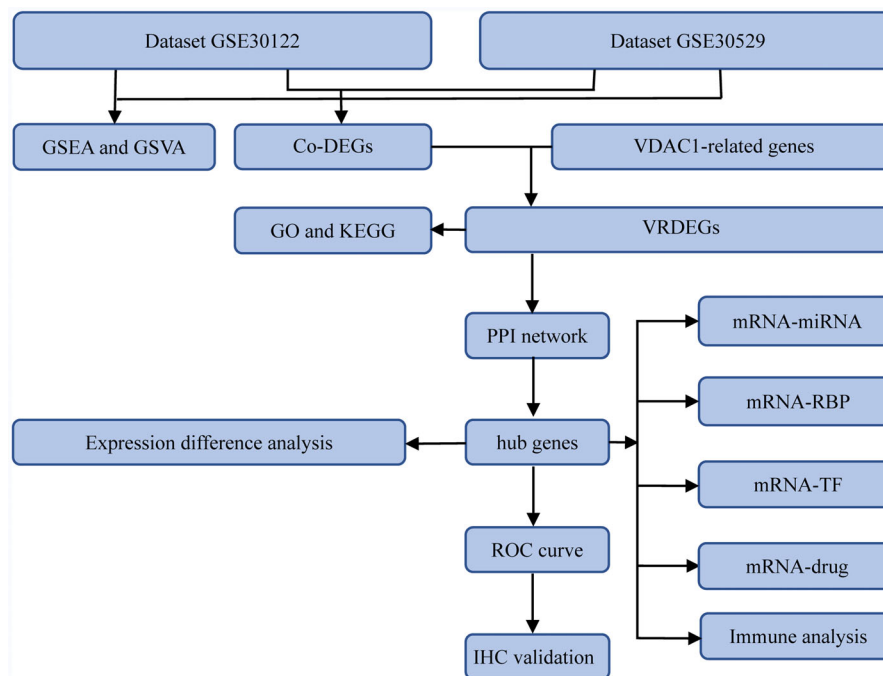 Dataset GSE30122
Dataset GSE30529
GSEA and GSVA
Co-DEGs
VDAC1-related genes
GO and KEGG
VRDEGs
PPI network
mRNA-miRNA
mRNA-RBP
Expression difference analysis
hub genes
mRNA-TF
ROC curve
mRNA-drug
Immune analysis
IHC validation